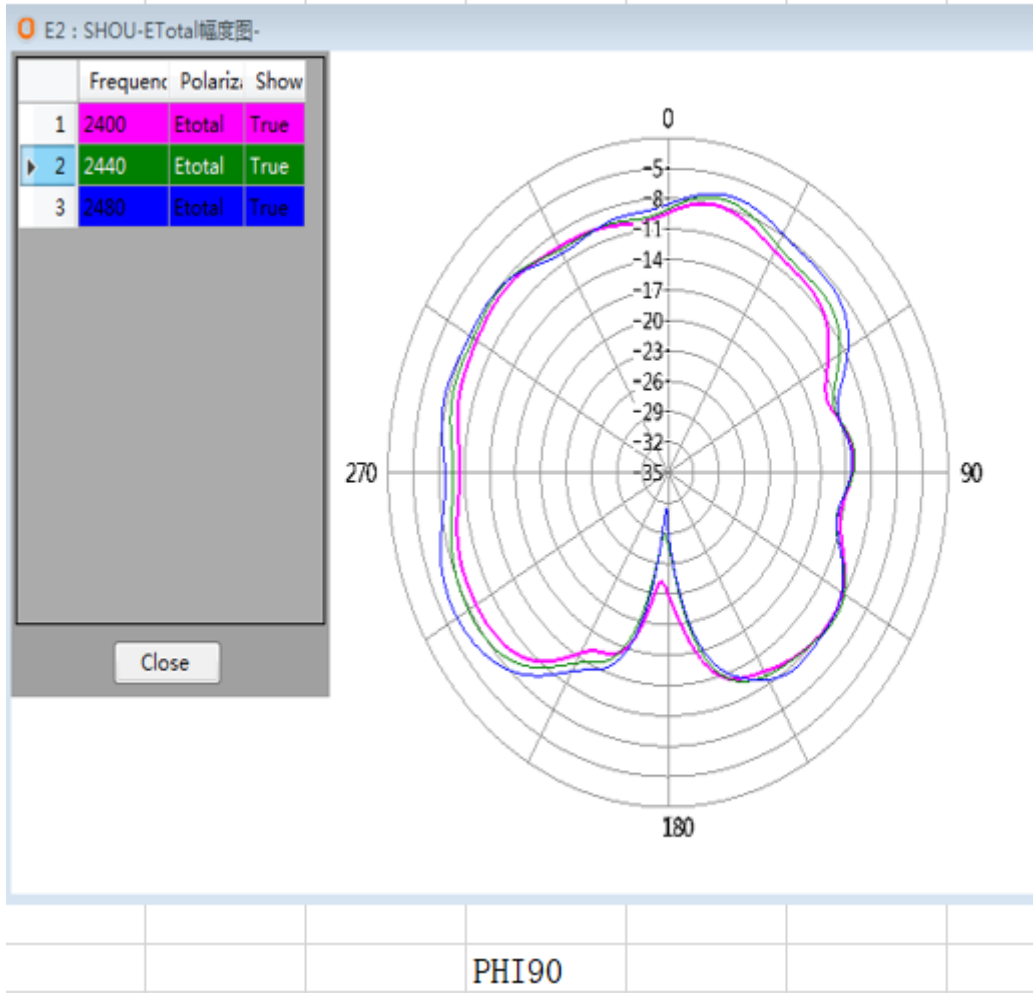 E2 : SHOU-ETotal幅度图-
Frequenc Polariza Show
1 2400 Etotal True
2 2440 Etotal True
3 2480 Etotal True
Close
0
-5
-8
-11
-14
-17
-20
-23
-26
-29
-32
-35
270
90
180
PHI90